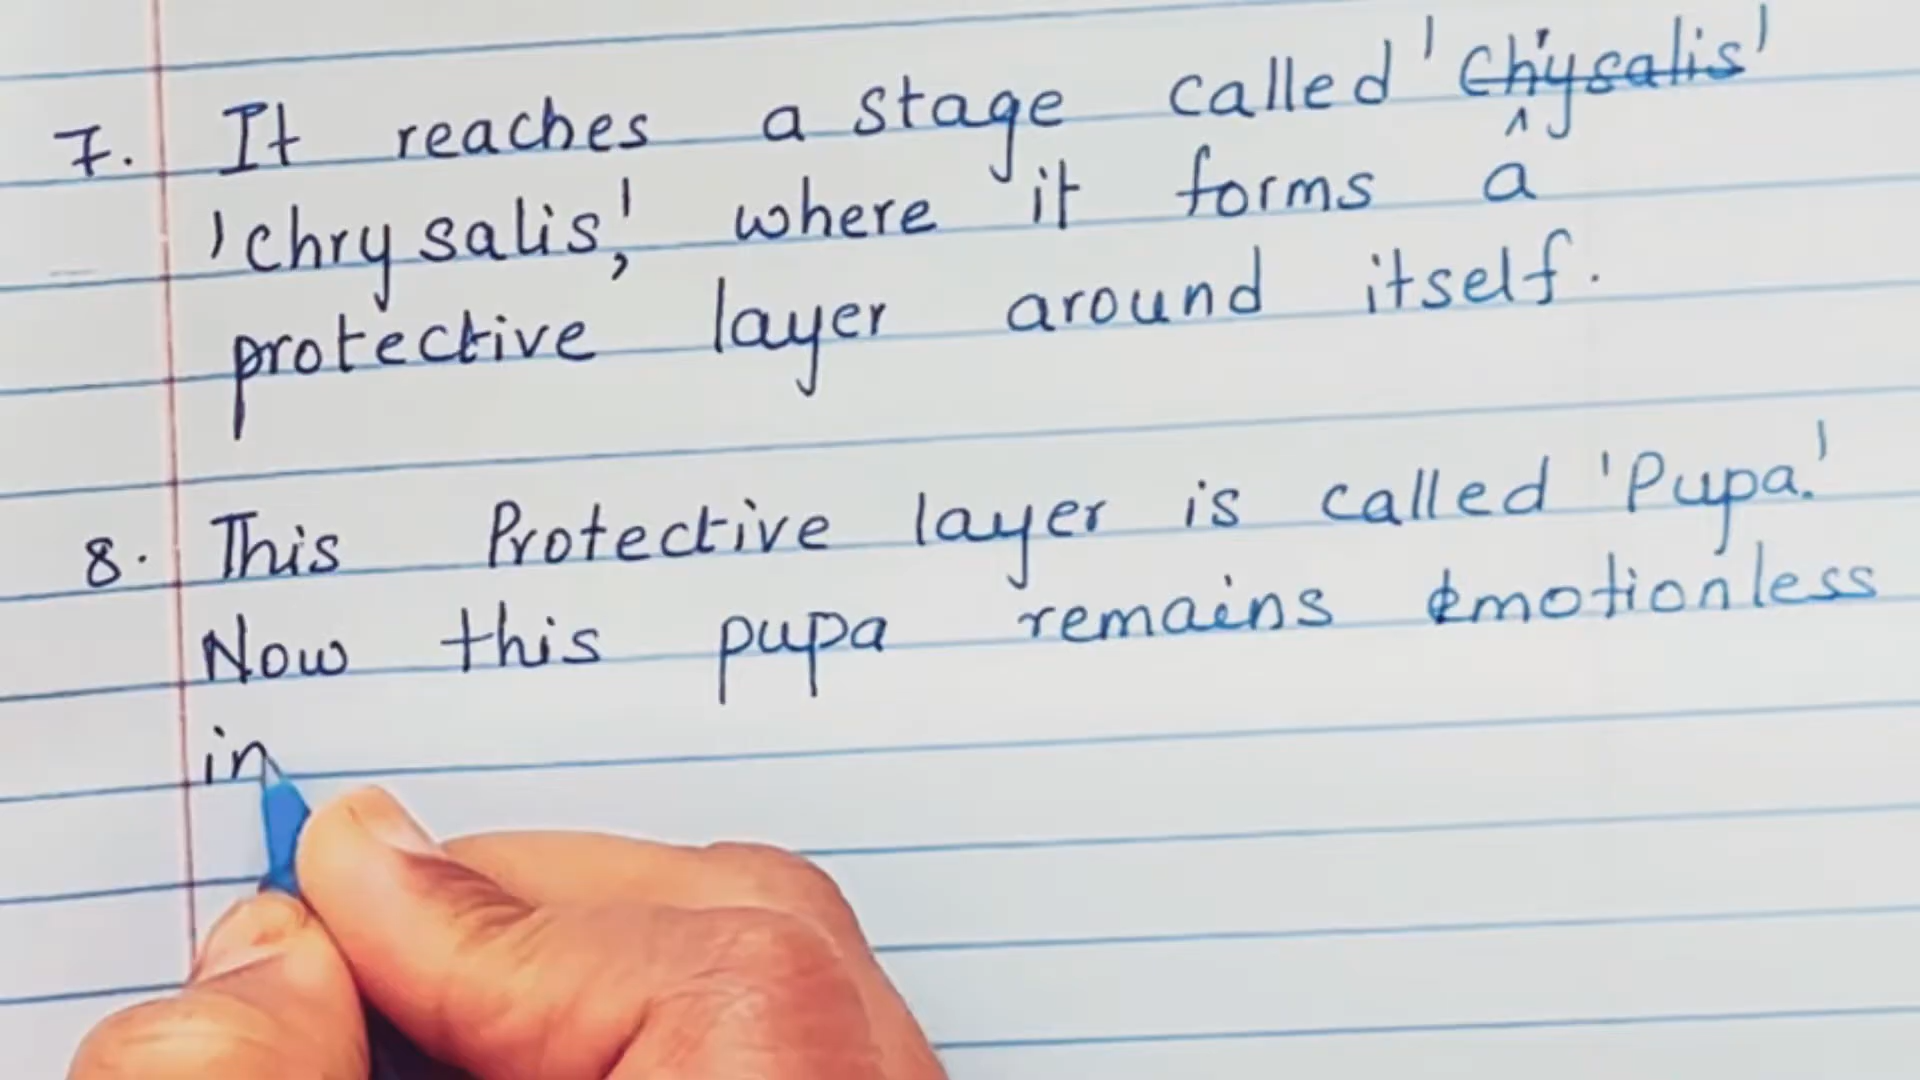 7. It reaches a stage called 'Chysalis'
'chrysalis,' where it forms a
protective layer around itself.
8. This Protective layer is called 'Pupa.'
Now this pupa remains emotionless
in